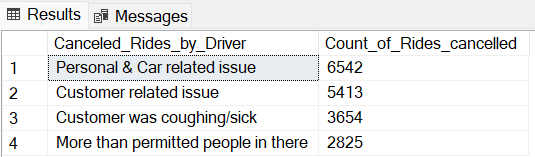 Results Messages
Canceled_Rides_by_Driver Count_of_Rides_cancelled
1 Personal & Car related issue 6542
2 Customer related issue 5413
3 Customer was coughing/sick 3654
4 More than permitted people in there 2825